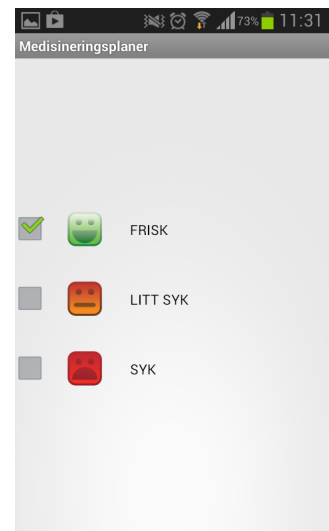 73% 11:31
Medisineringsplaner
FRISK
LITT SYK
SYK